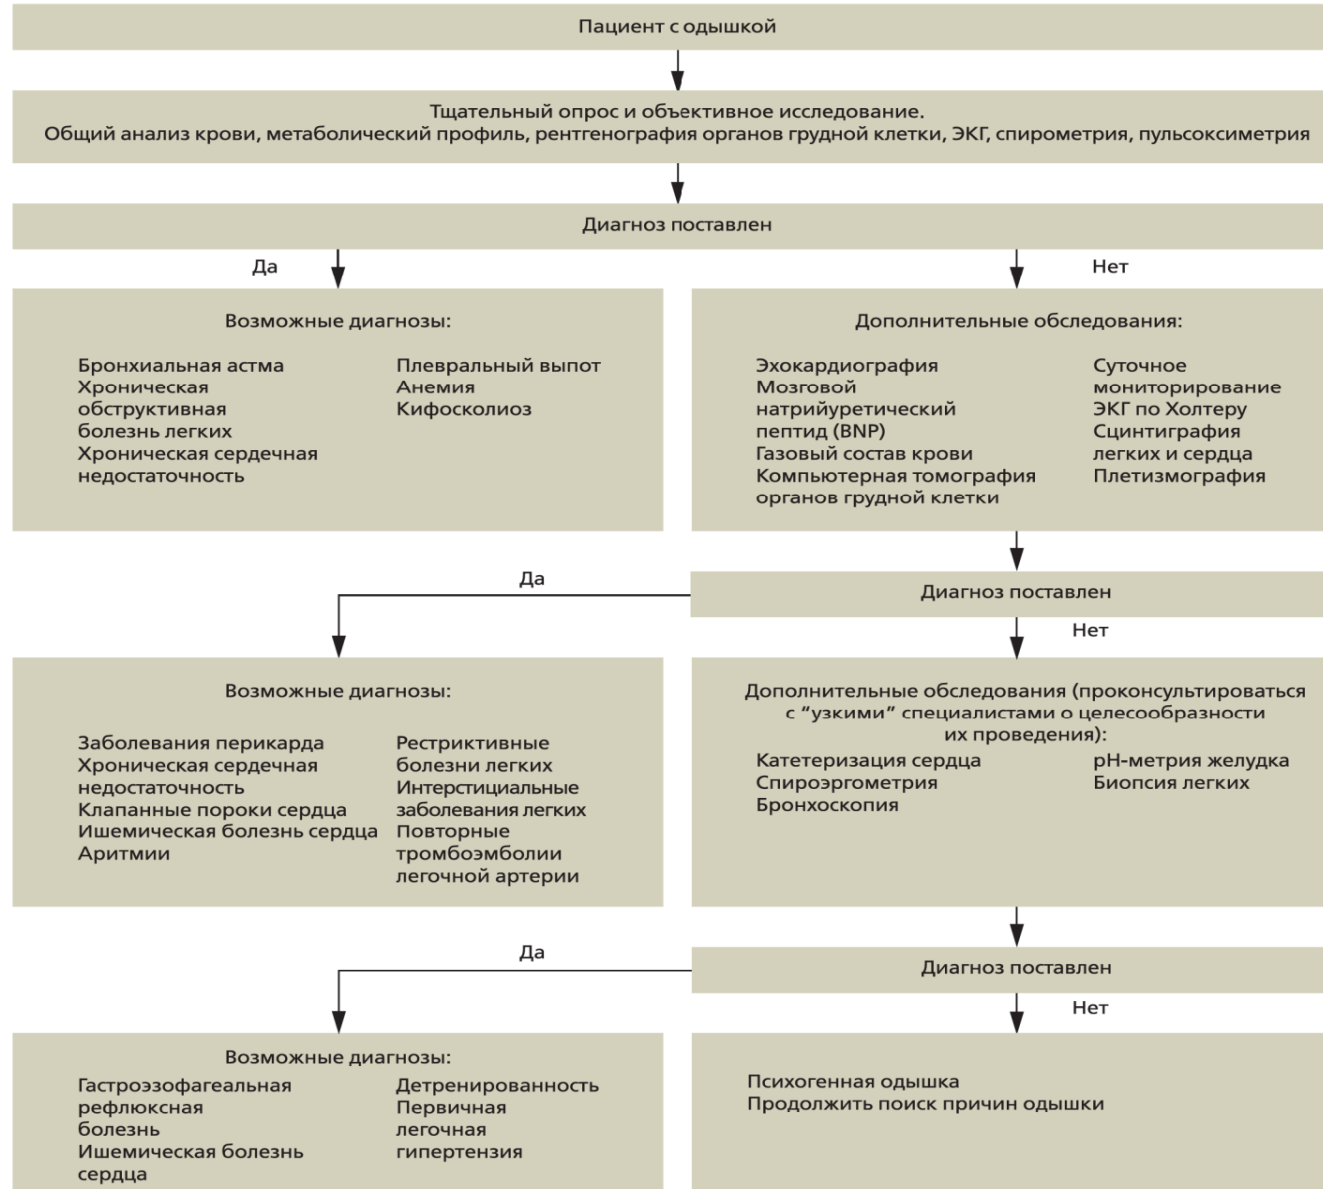 Пациент с одышкой
Тщательный опрос и объективное исследование.
Общий анализ крови, метаболический профиль, рентгенография органов грудной клетки, ЭКГ, спирометрия, пульсоксиметрия
Диагноз поставлен
Да
Нет
Возможные диагнозы:
Бронхиальная астма
Хроническая
обструктивная
болезнь легких
Хроническая сердечная
недостаточность
Плевральный выпот
Анемия
Кифосколиоз
Дополнительные обследования:
Эхокардиография
Мозговой
натрийуретический
пептид (BNP)
Газовый состав крови
Компьютерная томография
органов грудной клетки
Суточное
мониторирование
ЭКГ по Холтеру
Сцинтиграфия
легких и сердца
Плетизмография
Да
Диагноз поставлен
Нет
Возможные диагнозы:
Заболевания перикарда
Хроническая сердечная
недостаточность
Клапанные пороки сердца
Ишемическая болезнь сердца
Аритмии
Рестриктивные
болезни легких
Интерстициальные
заболевания легких
Повторные
тромбоэмболии
легочной артерии
Дополнительные обследования (проконсультироваться
с “узкими” специалистами о целесообразности
их проведения):
Катетеризация сердца
Спироэргометрия
Бронхоскопия
pH-метрия желудка
Биопсия легких
Да
Диагноз поставлен
Нет
Возможные диагнозы:
Гастроэзофагеальная
рефлюксная
болезнь
Ишемическая болезнь
сердца
Детренированность
Первичная
легочная
гипертензия
Психогенная одышка
Продолжить поиск причин одышки